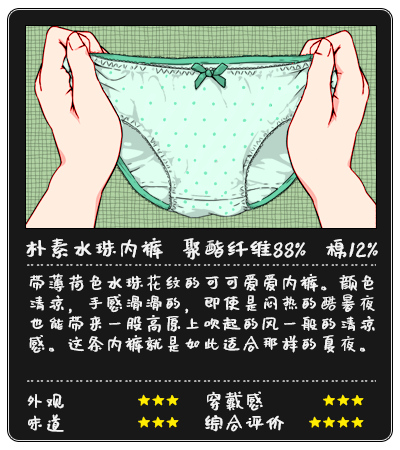 朴素水珠内裤 聚酯纤维88% 棉12%
带薄荷色水珠花纹的可可爱爱内裤。颜色
清凉，手感滑滑的，即使是闷热的酷暑夜
也能带来一股高原上吹起的风一般的清凉
感。这条内裤就是如此适合那样的夏夜。
外观 ★★★ 穿戴感 ★★★
味道 ★★★ 综合评价 ★★★★